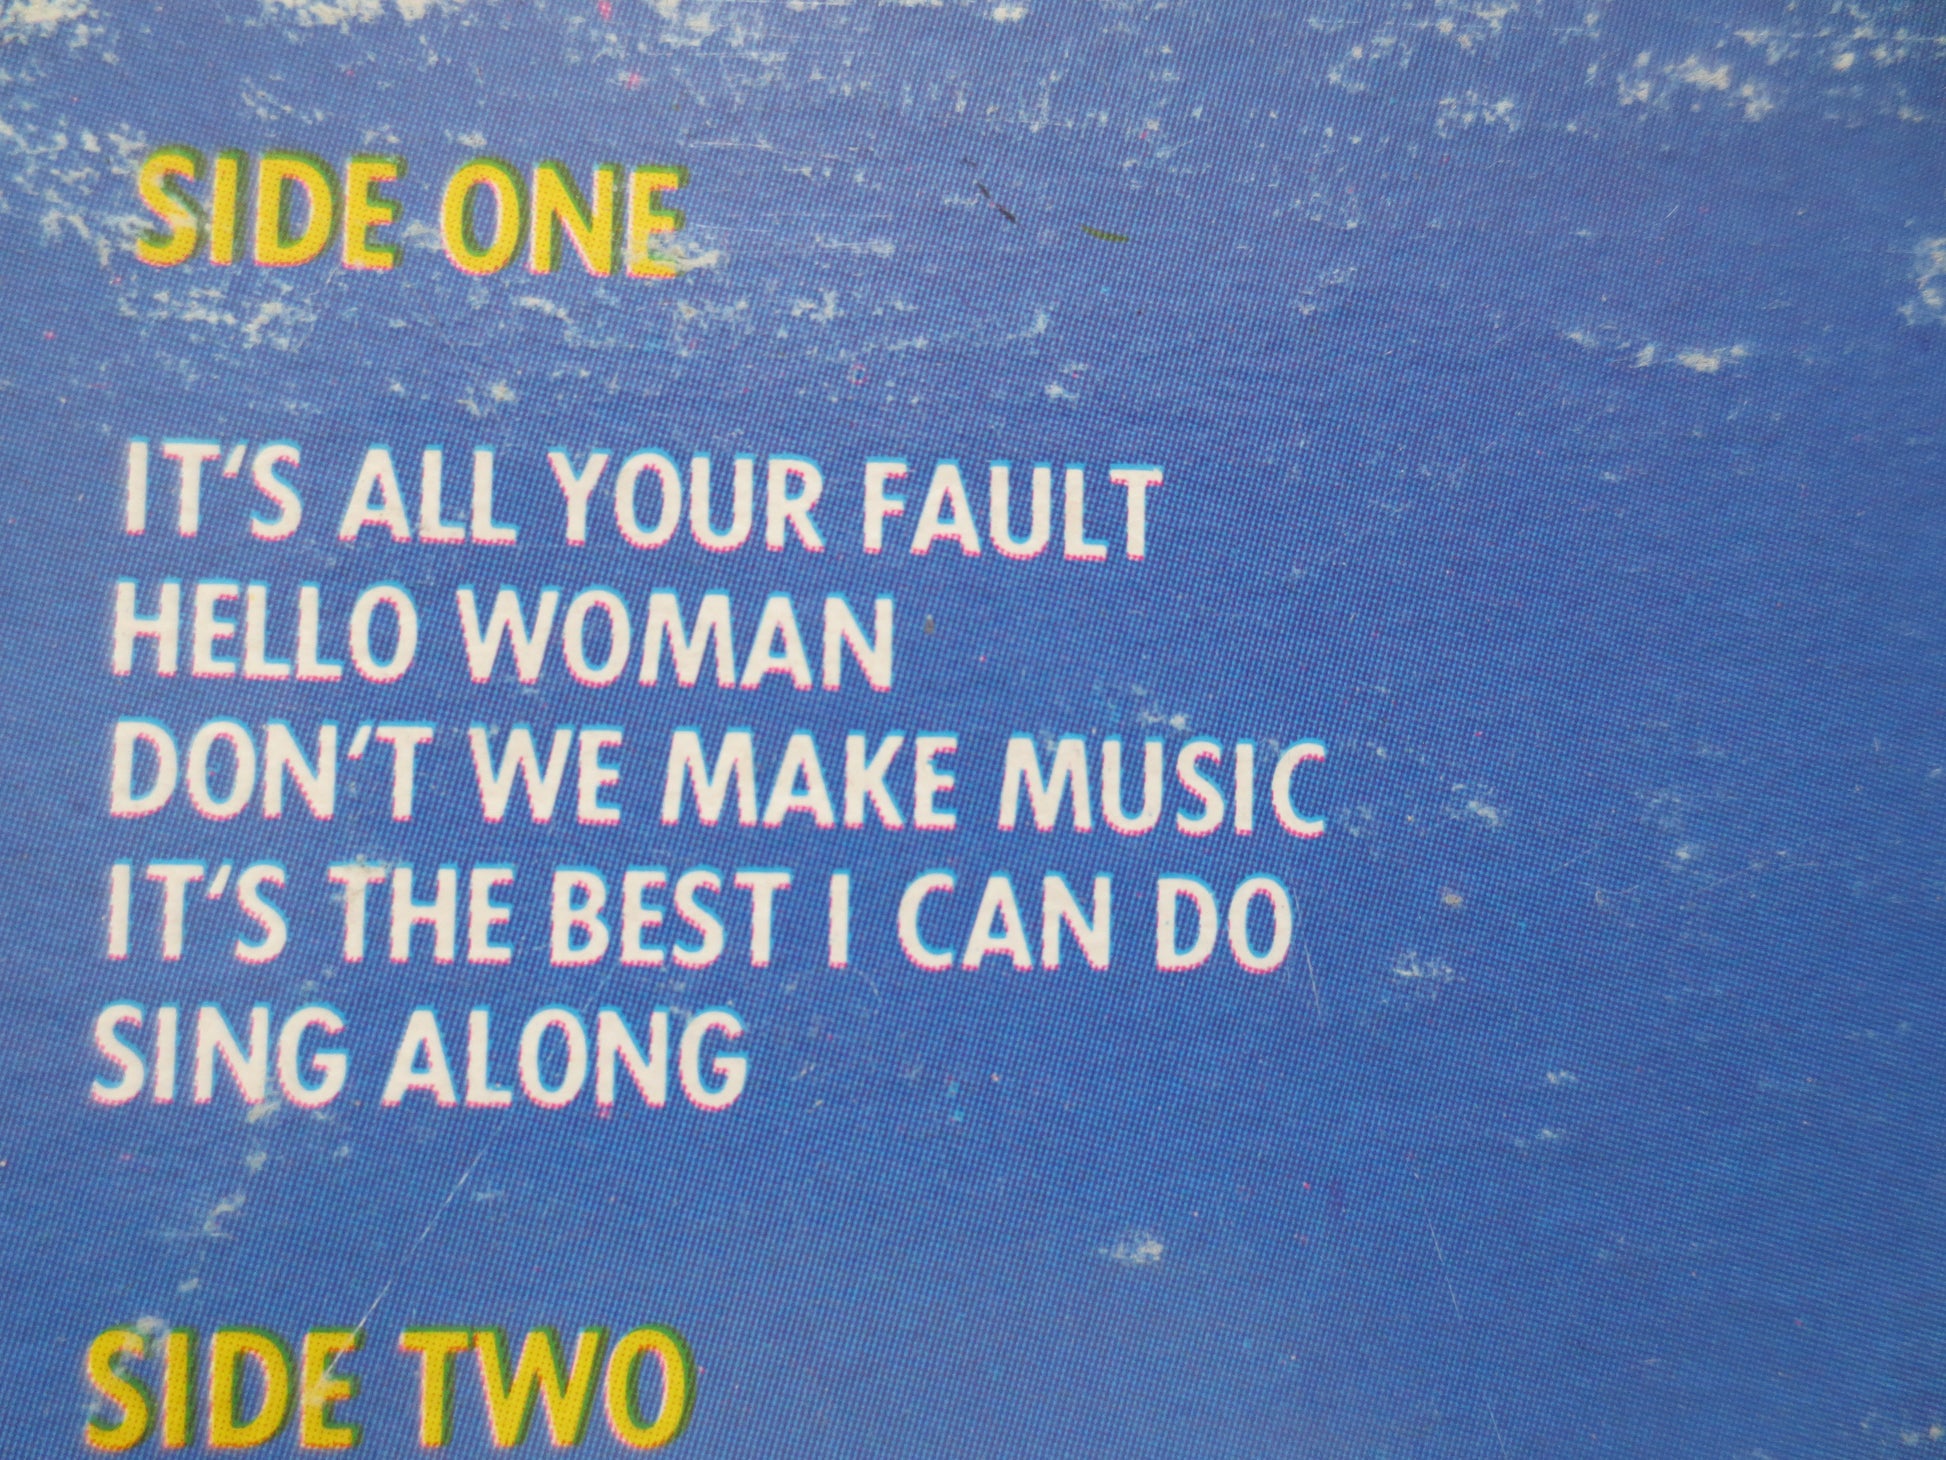 SIDE ONE
IT'S ALL YOUR FAULT
HELLO WOMAN
DON'T WE MAKE MUSIC
IT'S THE BEST I CAN DO
SING ALONG
SIDE TWO